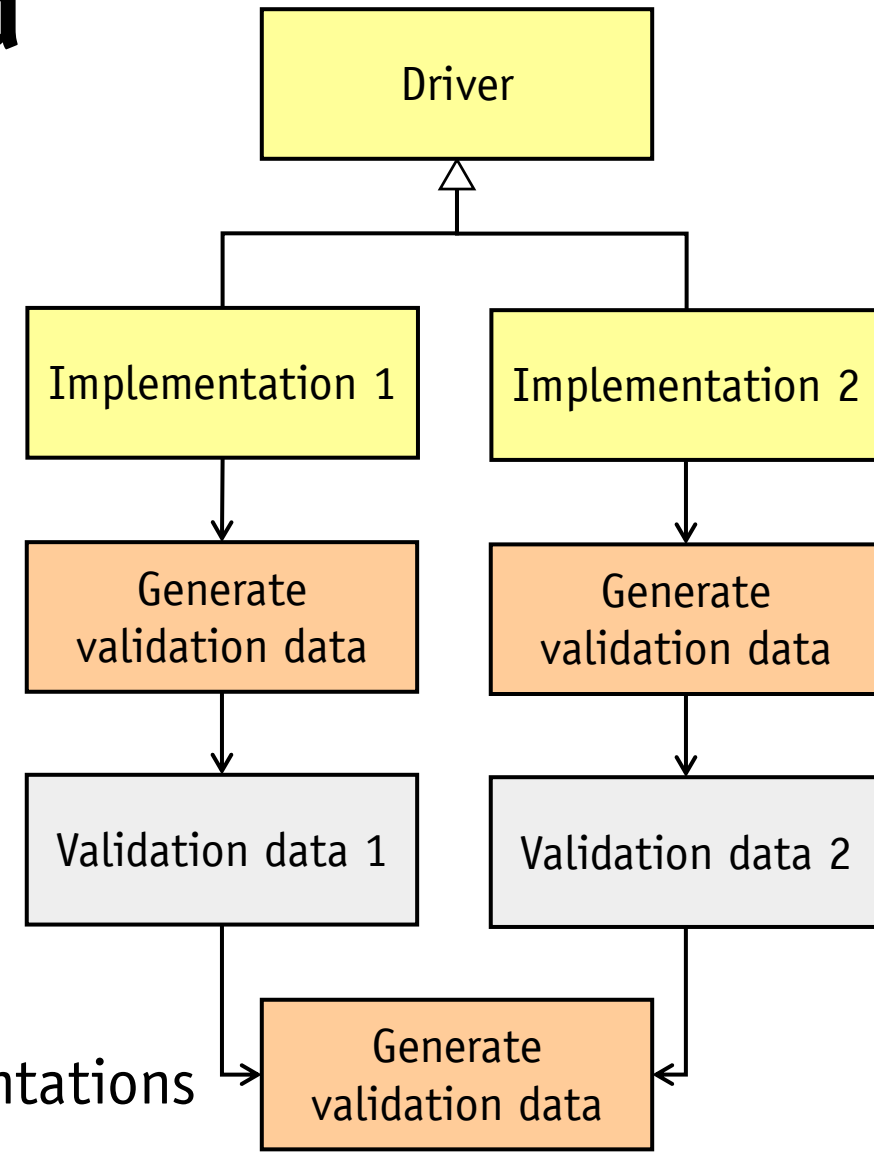 Driver
Implementation 1
Implementation 2
Generate
validation data
Generate
validation data
Validation data 1
Validation data 2
Generate
validation data
ntations